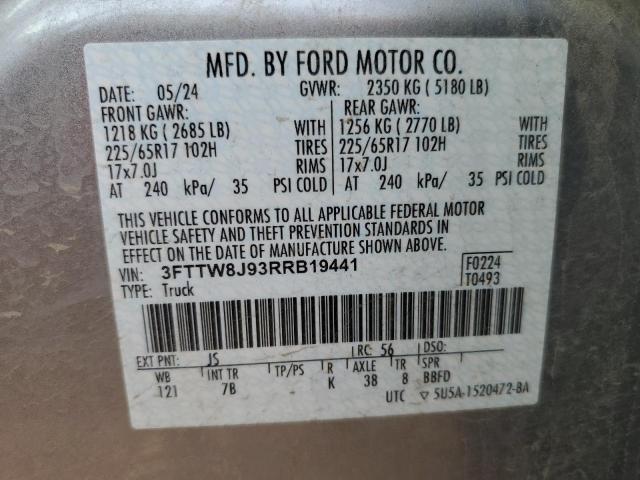 MFD. BY FORD MOTOR CO.
DATE: 05/24 GVWR: 2350 KG ( 5180 LB)
FRONT GAWR: REAR GAWR:
1218 KG ( 2685 LB) WITH 1256 KG ( 2770 LB) WITH
225/65R17 102H TIRES 225/65R17 102H TIRES
17x7.0J RIMS 17x7.0J RIMS
AT 240 kPa/ 35 PSI COLD AT 240 kPa/ 35 PSI COLD
THIS VEHICLE CONFORMS TO ALL APPLICABLE FEDERAL MOTOR
VEHICLE SAFETY AND THEFT PREVENTION STANDARDS IN
EFFECT ON THE DATE OF MANUFACTURE SHOWN ABOVE.
VIN: 3FTTW8J93RRB19441 F0224
TYPE: Truck T0493
EXT PNT: JS RC: 56 DSO:
WB INT TR TP/PS R AXLE TR SPR
121 7B K 38 8 BBFD
UTC ▽ 5U5A-1520472-BA